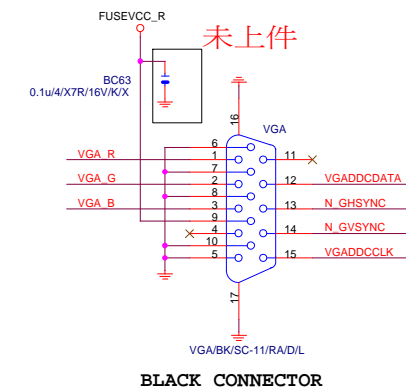 FUSEVCC_R
未上件
BC63
0.1u/4/X7R/16V/K/X
16
VGA
6
VGA_R
1
11
7
VGA_G
2
12
VGADDCDATA
8
VGA_B
3
13
N_GHSYNC
9
4
14
N_GVSYNC
10
5
15
VGADDCCLK
17
VGA/BK/SC-11/RA/D/L
BLACK CONNECTOR